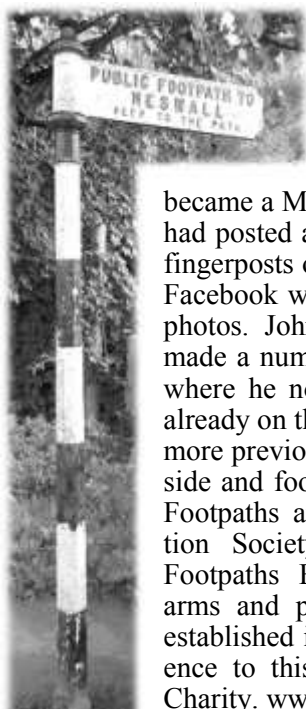 PUBLIC FOOTPATH TO
HESWALL
KEEP TO THE PATH
became a M
had posted a
fingerposts o
Facebook w
photos. Joh
made a num
where he no
already on th
more previo
side and foo
Footpaths a
tion Society
Footpaths
arms and p
established i
ence to this
Charity. ww